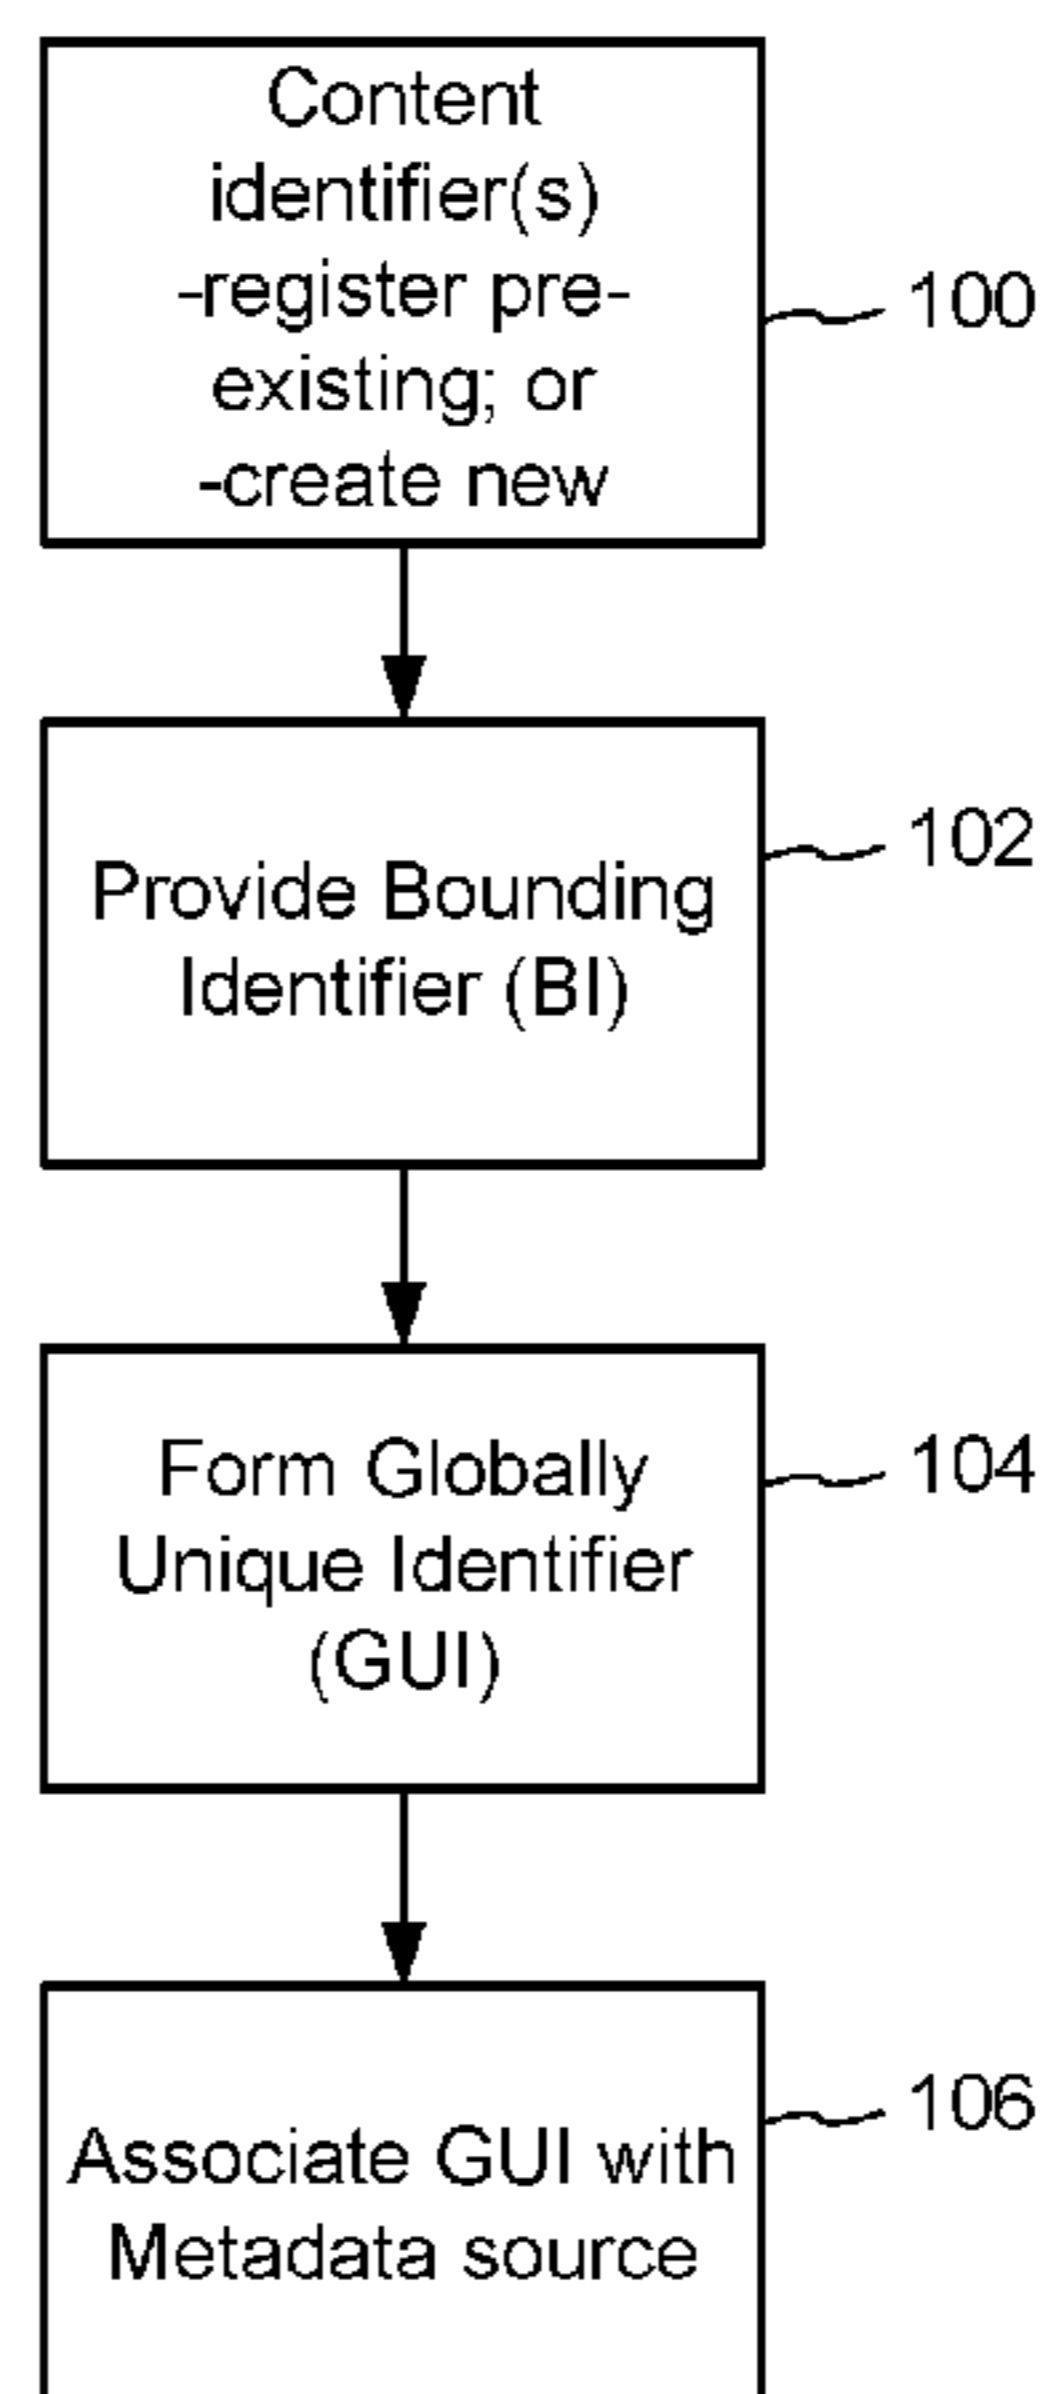 Content
identifier(s)
-register pre-
existing; or
-create new
100
Provide Bounding
Identifier (BI)
102
Form Globally
Unique Identifier
(GUI)
104
Associate GUI with
Metadata source
106